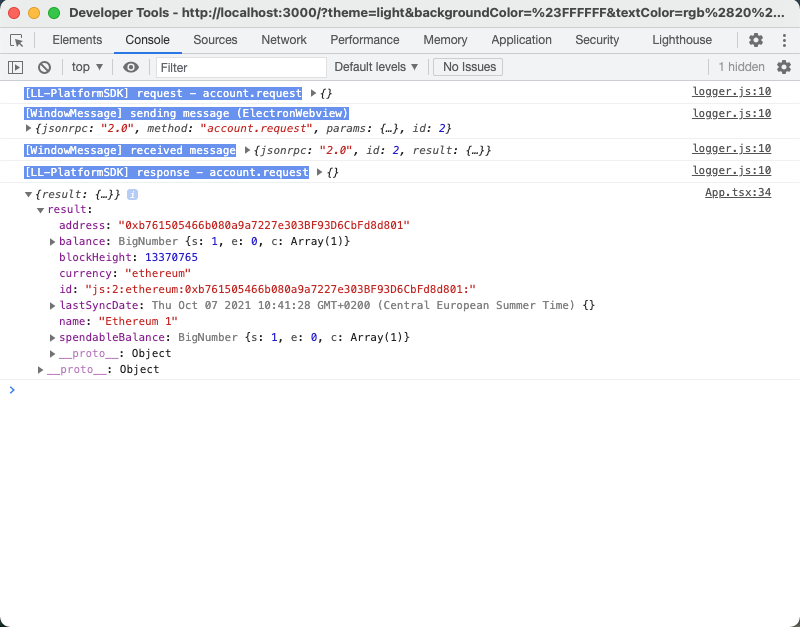 Developer Tools - http://localhost:3000/?theme=light&backgroundColor=%23FFFFFF&textColor=rgb%2820%2...
Elements Console Sources Network Performance Memory Application Security Lighthouse
top ▼ Filter Default levels ▼ No Issues 1 hidden
[LL-PlatformSDK] request - account.request ▶{} logger.js:10
[WindowMessage] sending message (ElectronWebview) logger.js:10
▶{jsonrpc: "2.0", method: "account.request", params: {…}, id: 2}
[WindowMessage] received message ▶{jsonrpc: "2.0", id: 2, result: {…}} logger.js:10
[LL-PlatformSDK] response - account.request ▶{} logger.js:10
▼{result: {…}} i App.tsx:34
▼result:
address: "0xb761505466b080a9a7227e303BF93D6CbFd8d801"
▶balance: BigNumber {s: 1, e: 0, c: Array(1)}
blockHeight: 13370765
currency: "ethereum"
id: "js:2:ethereum:0xb761505466b080a9a7227e303BF93D6CbFd8d801:"
▶lastSyncDate: Thu Oct 07 2021 10:41:28 GMT+0200 (Central European Summer Time) {}
name: "Ethereum 1"
▶spendableBalance: BigNumber {s: 1, e: 0, c: Array(1)}
▶__proto__: Object
▶__proto__: Object
>